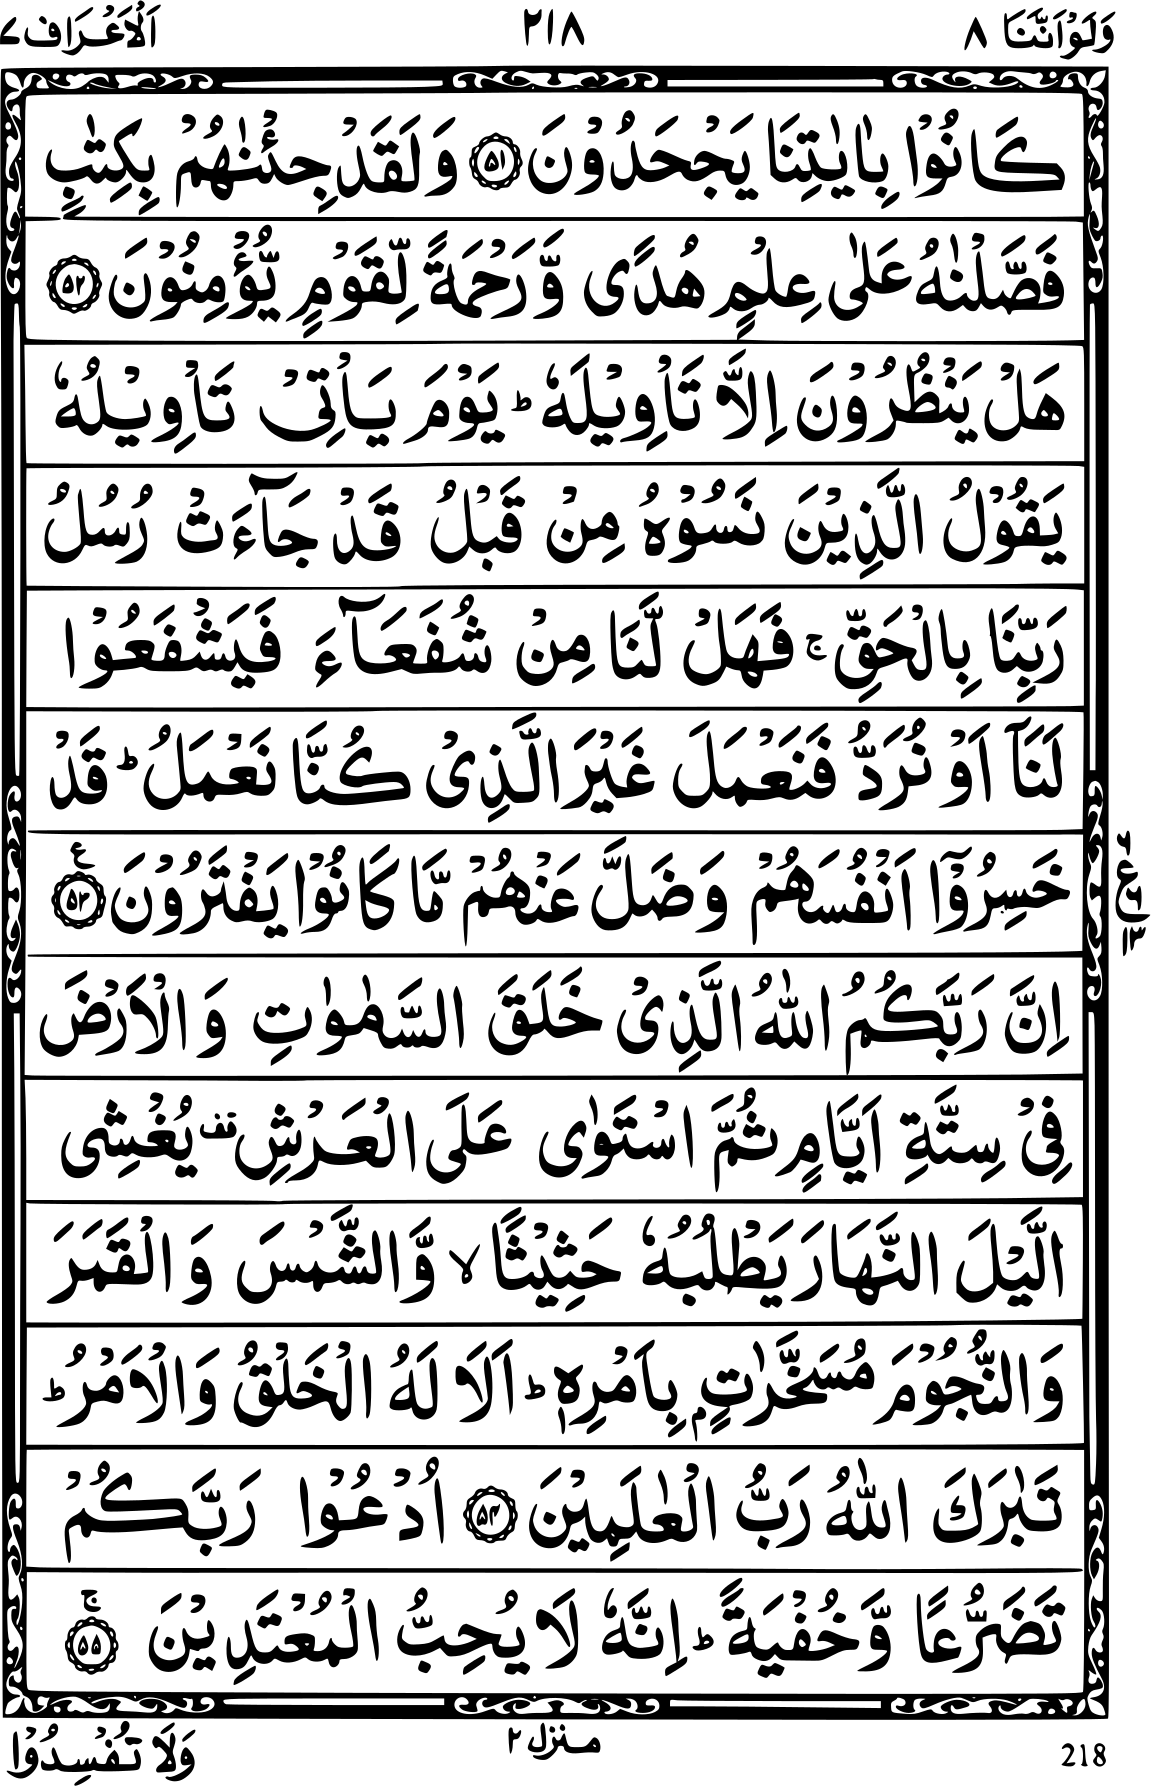 وَلَوْاَنَّنَا ٨ ٢١٨ اَلْاَعْرَاف ٧
كَانُوْا بِاٰيٰتِنَا يَجْحَدُوْنَ ﴿٥١﴾ وَلَقَدْ جِئْنٰهُمْ بِكِتٰبٍ
فَصَّلْنٰهُ عَلٰى عِلْمٍ هُدًى وَّرَحْمَةً لِّقَوْمٍ يُّؤْمِنُوْنَ ﴿٥٢﴾
هَلْ يَنْظُرُوْنَ اِلَّا تَاْوِيْلَهٗ ؕ يَوْمَ يَاْتِىْ تَاْوِيْلُهٗ
يَقُوْلُ الَّذِيْنَ نَسُوْهُ مِنْ قَبْلُ قَدْ جَآءَتْ رُسُلُ
رَبِّنَا بِالْحَقِّ ۚ فَهَلْ لَّنَا مِنْ شُفَعَآءَ فَيَشْفَعُوْا
لَنَاۤ اَوْ نُرَدُّ فَنَعْمَلَ غَيْرَ الَّذِىْ كُنَّا نَعْمَلُ ؕ قَدْ
خَسِرُوْۤا اَنْفُسَهُمْ وَضَلَّ عَنْهُمْ مَّا كَانُوْا يَفْتَرُوْنَ ﴿٥٣﴾ ع
اِنَّ رَبَّكُمُ اللّٰهُ الَّذِىْ خَلَقَ السَّمٰوٰتِ وَالْاَرْضَ
فِىْ سِتَّةِ اَيَّامٍ ثُمَّ اسْتَوٰى عَلَى الْعَرْشِ قف يُغْشِى
الَّيْلَ النَّهَارَ يَطْلُبُهٗ حَثِيْثًا ۙ وَّالشَّمْسَ وَالْقَمَرَ
وَالنُّجُوْمَ مُسَخَّرٰتٍۭ بِاَمْرِهٖ ؕ اَلَا لَهُ الْخَلْقُ وَالْاَمْرُ ؕ
تَبٰرَكَ اللّٰهُ رَبُّ الْعٰلَمِيْنَ ﴿٥٤﴾ اُدْعُوْا رَبَّكُمْ
تَضَرُّعًا وَّخُفْيَةً ؕ اِنَّهٗ لَا يُحِبُّ الْمُعْتَدِيْنَ ۚ ﴿٥٥﴾
218 منزل ٢ وَلَا تُفْسِدُوْا